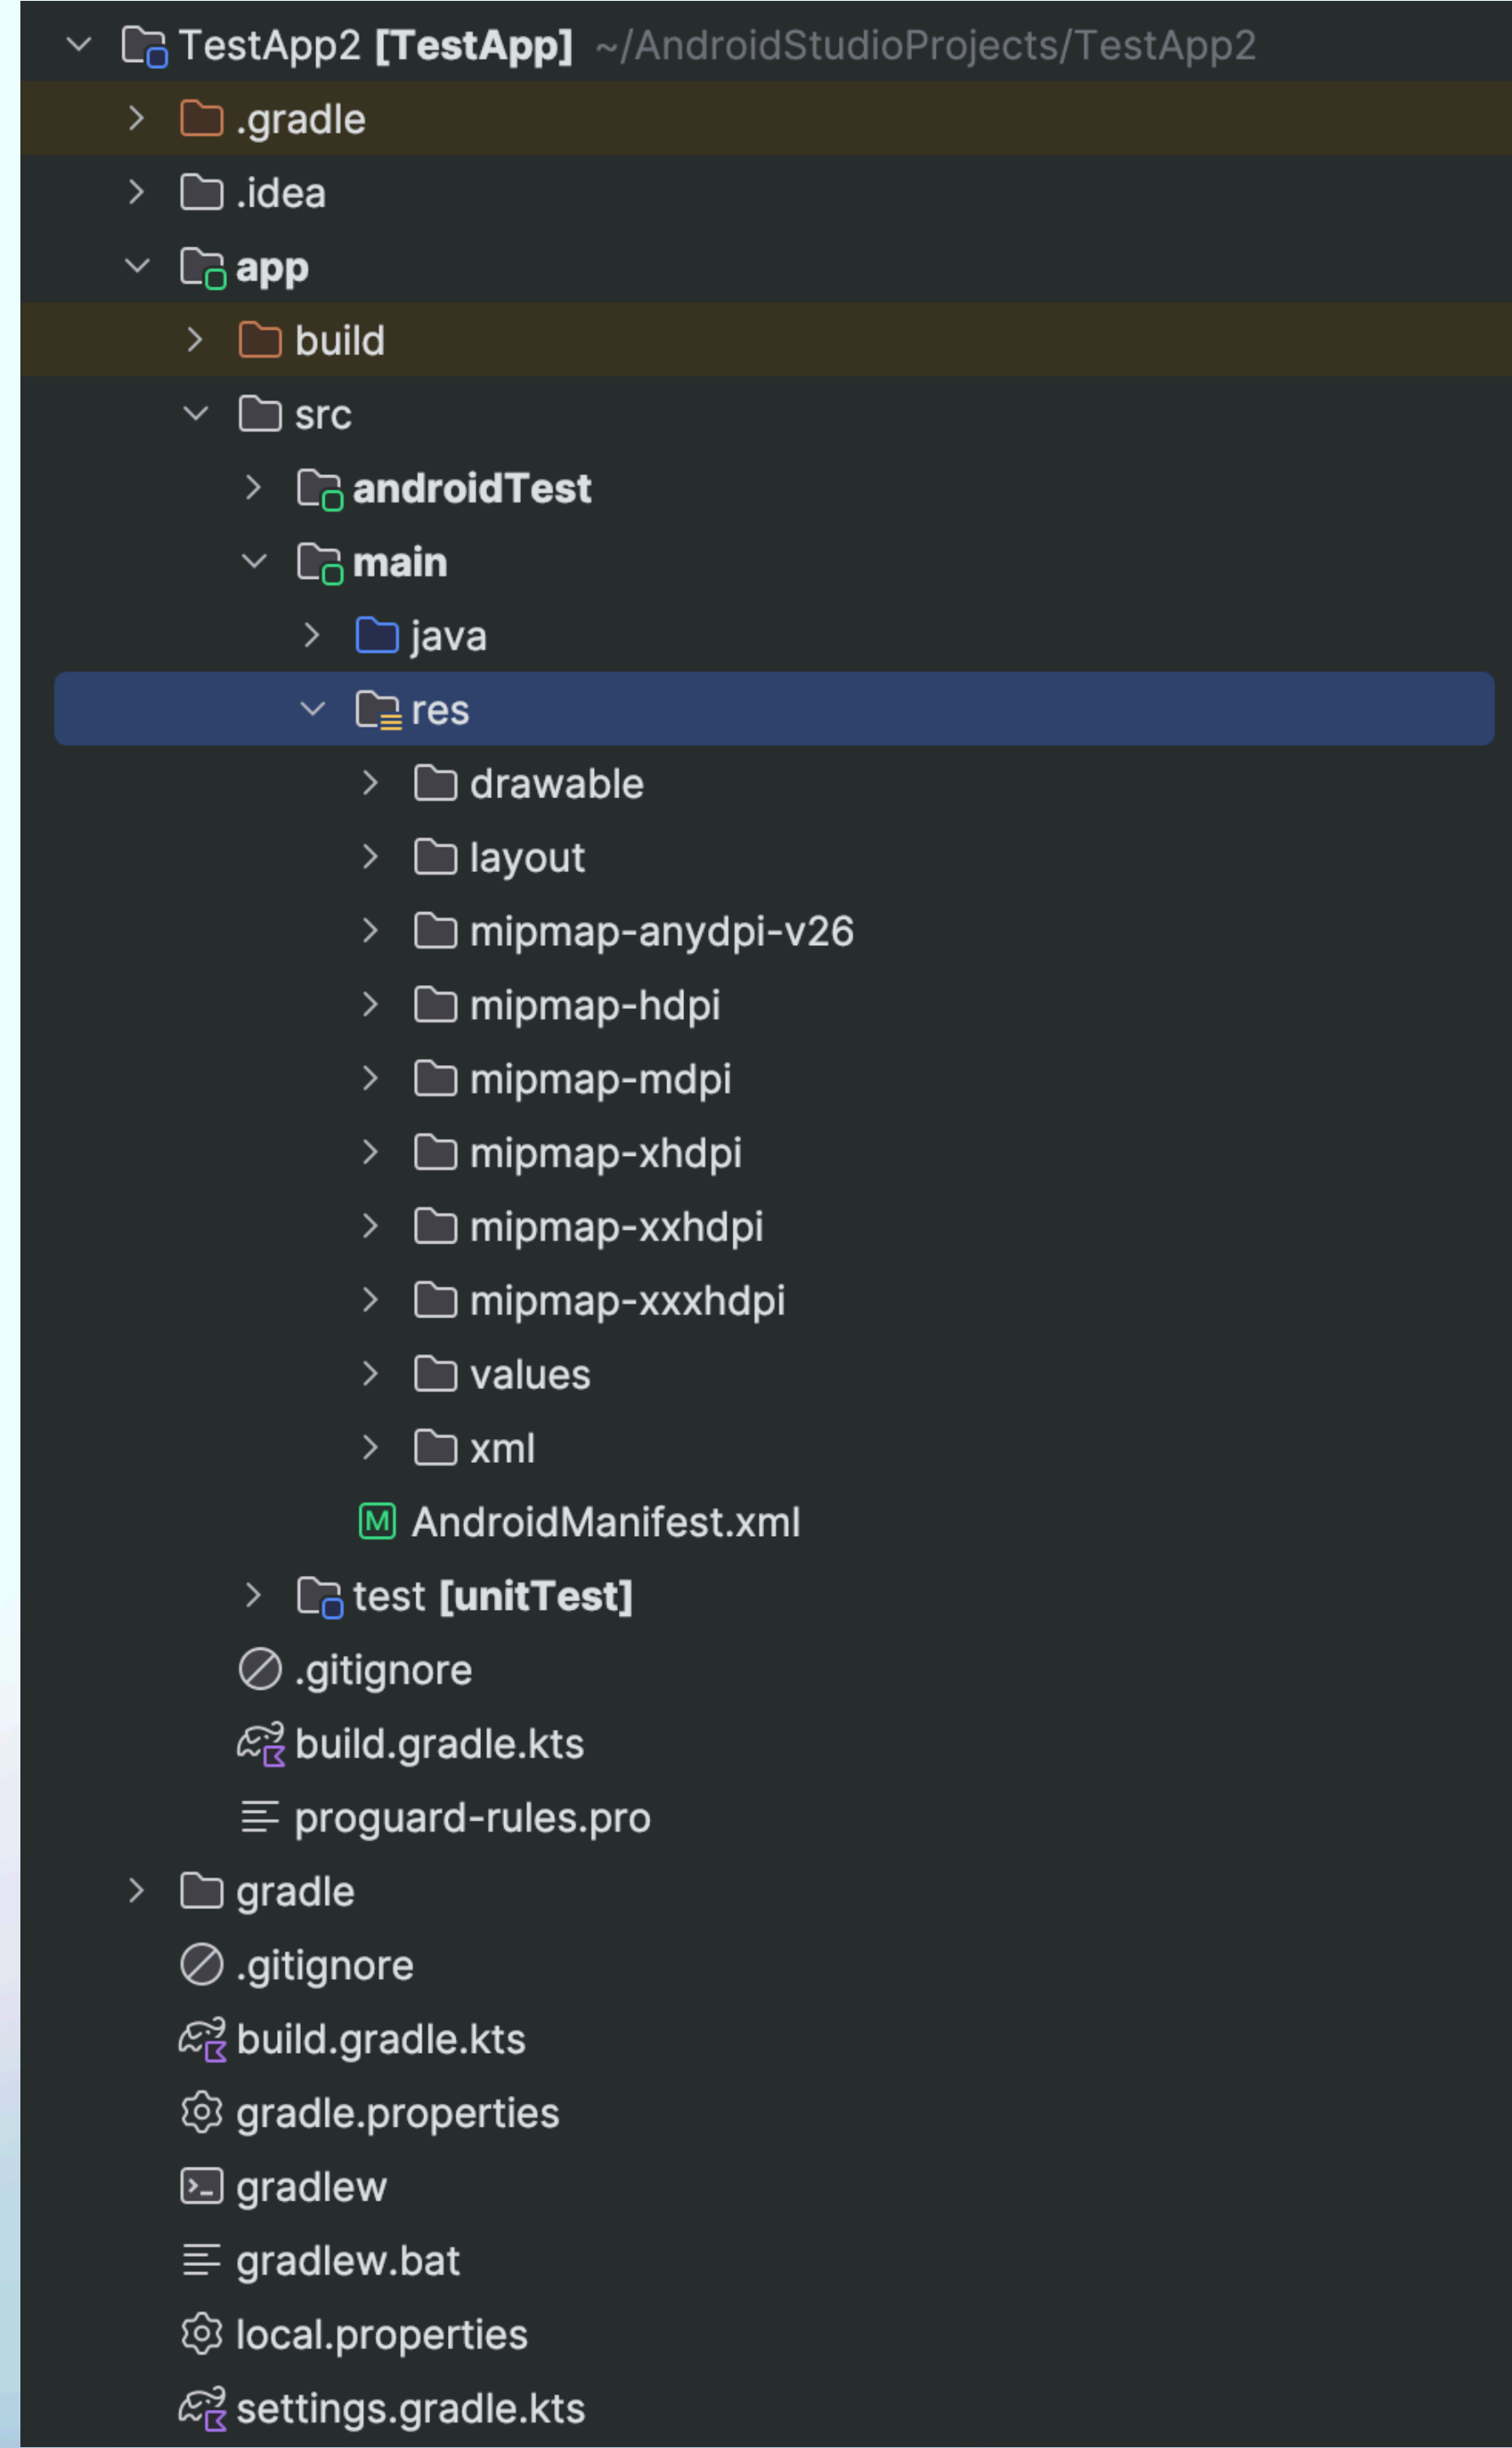 TestApp2 [TestApp] ~/AndroidStudioProjects/TestApp2
.gradle
.idea
app
build
src
androidTest
main
java
res
drawable
layout
mipmap-anydpi-v26
mipmap-hdpi
mipmap-mdpi
mipmap-xhdpi
mipmap-xxhdpi
mipmap-xxxhdpi
values
xml
AndroidManifest.xml
test [unitTest]
.gitignore
build.gradle.kts
proguard-rules.pro
gradle
.gitignore
build.gradle.kts
gradle.properties
gradlew
gradlew.bat
local.properties
settings.gradle.kts